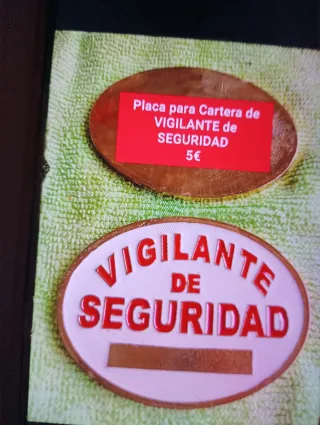 Placa para Cartera de
VIGILANTE de
SEGURIDAD
5€
VIGILANTE
DE
SEGURIDAD